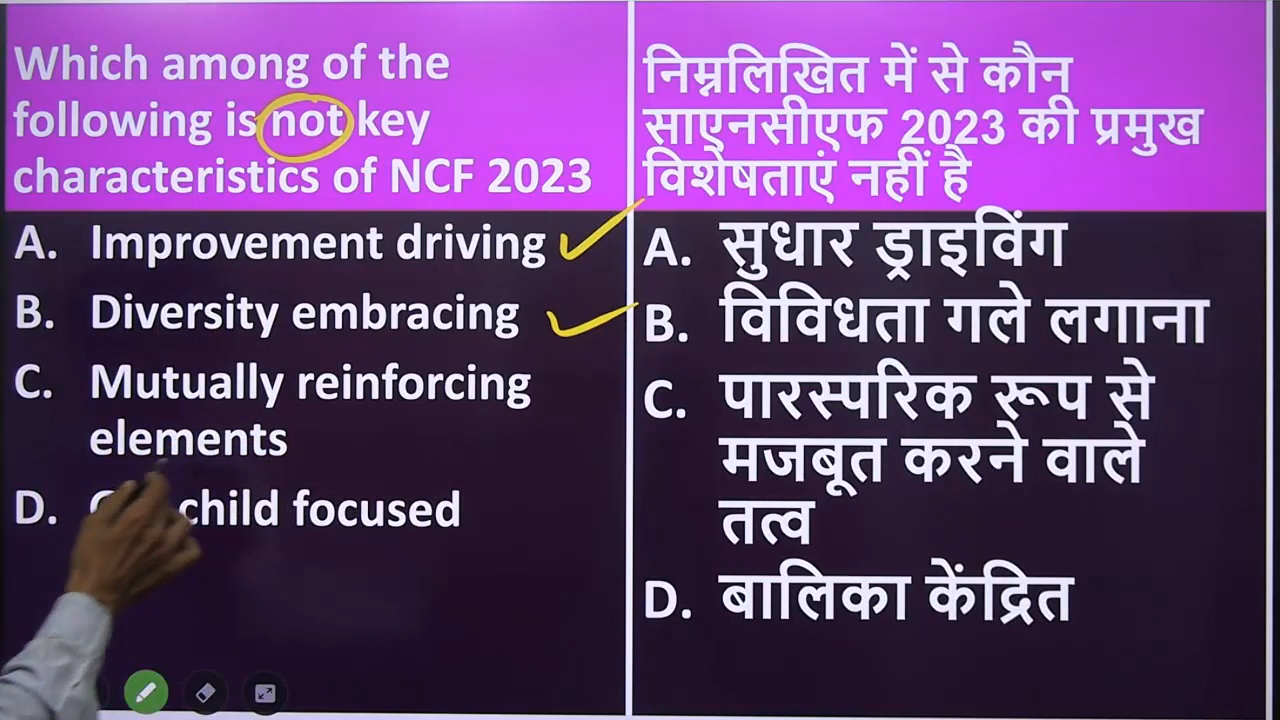 Which among of the
following is not key
characteristics of NCF 2023
A. Improvement driving
B. Diversity embracing
C. Mutually reinforcing
elements
D. child focused
निम्नलिखित में से कौन
साएनसीएफ 2023 की प्रमुख
विशेषताएं नहीं है
A. सुधार ड्राइविंग
B. विविधता गले लगाना
C. पारस्परिक रूप से
मजबूत करने वाले
तत्व
D. बालिका केंद्रित